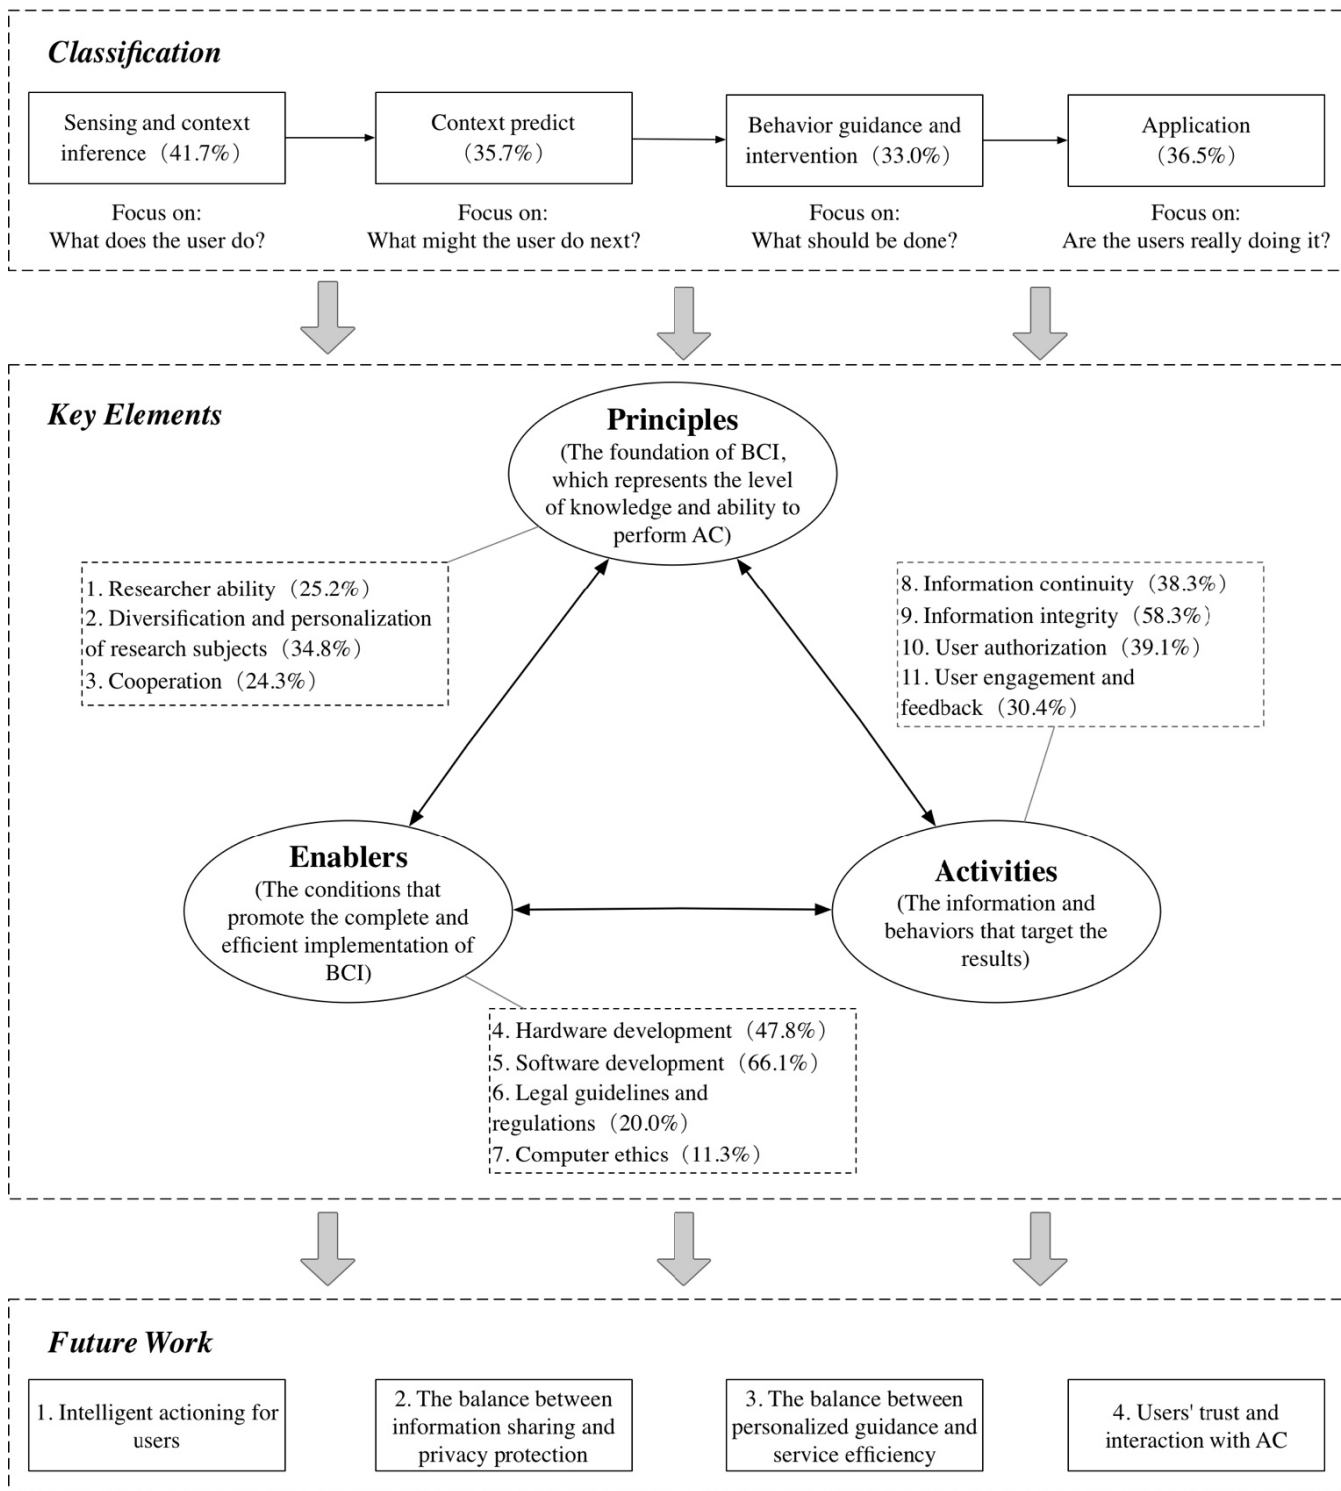 Classification
Sensing and context
inference（41.7%）
Context predict
(35.7%)
Behavior guidance and
intervention（33.0%）
Application
（36.5%）
Focus on:
What does the user do?
Focus on:
What might the user do next?
Focus on:
What should be done?
Focus on:
Are the users really doing it?
Key Elements
Principles
(The foundation of BCI,
which represents the level
of knowledge and ability to
perform AC)
1. Researcher ability（25.2%）
2. Diversification and personalization
of research subjects（34.8%）
3. Cooperation（24.3%）
8. Information continuity（38.3%）
9. Information integrity（58.3%）
10. User authorization（39.1%）
11. User engagement and
feedback（30.4%）
Enablers
(The conditions that
promote the complete and
efficient implementation of
BCI)
Activities
(The information and
behaviors that target the
results)
4. Hardware development（47.8%）
5. Software development（66.1%）
6. Legal guidelines and
regulations（20.0%）
7. Computer ethics（11.3%）
Future Work
1. Intelligent actioning for
users
2. The balance between
information sharing and
privacy protection
3. The balance between
personalized guidance and
service efficiency
4. Users' trust and
interaction with AC